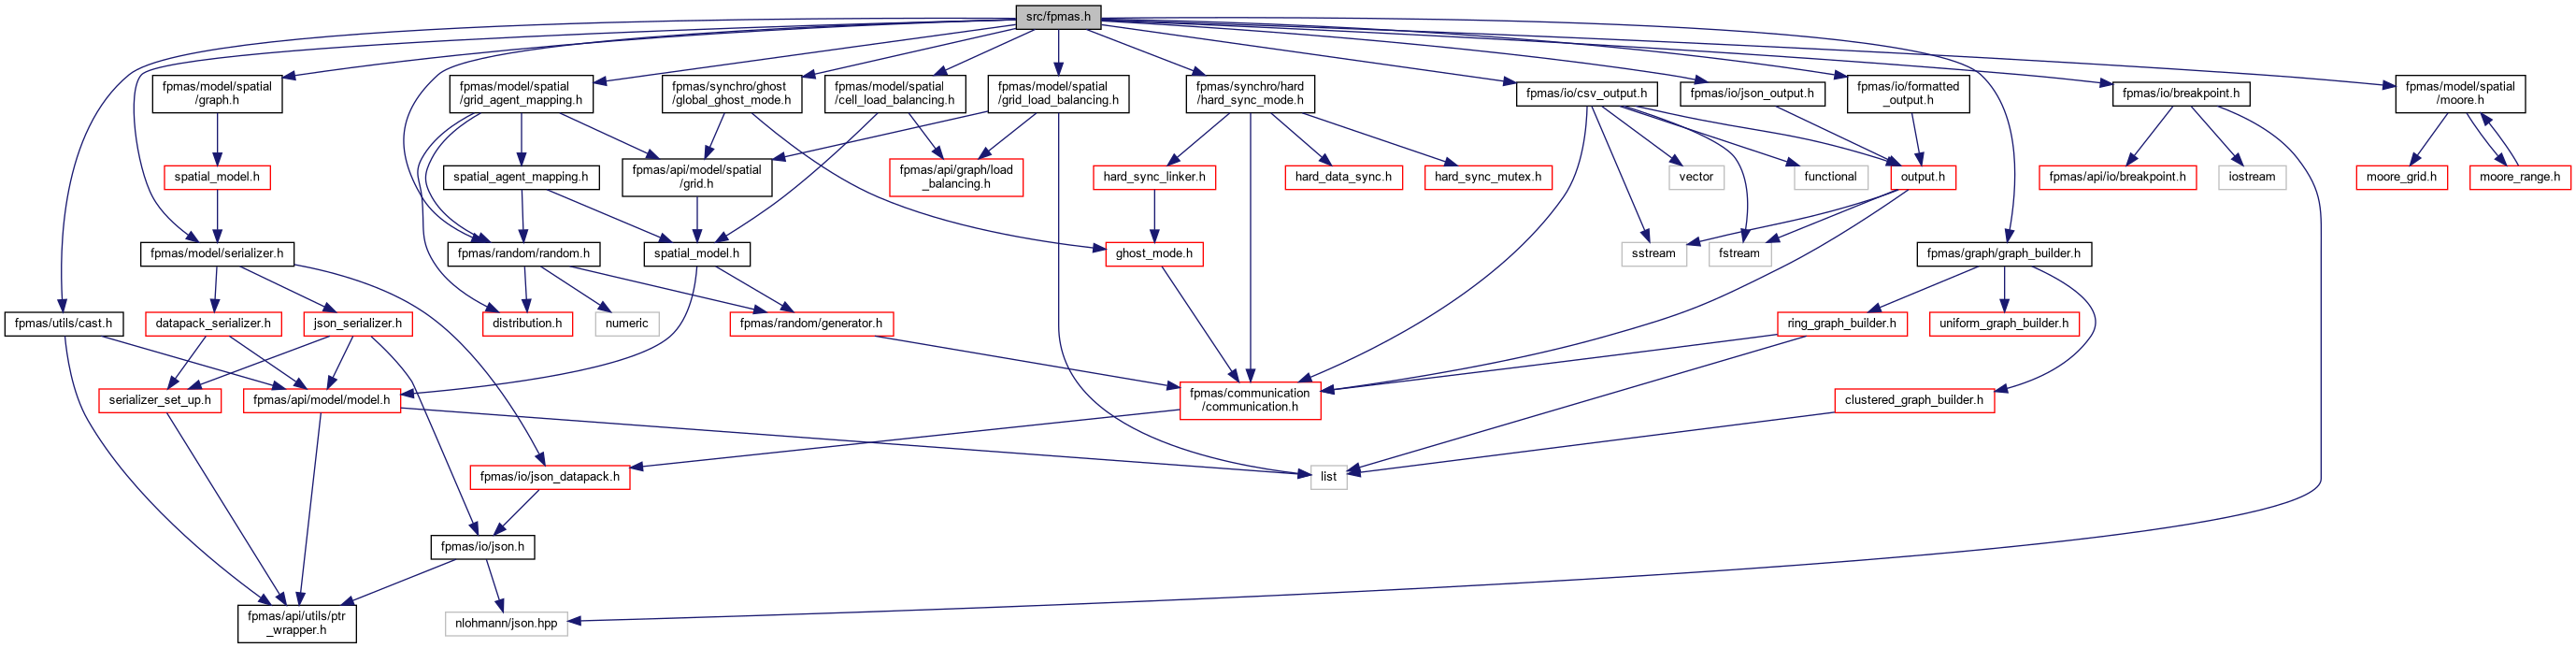 src/fpmas.h
fpmas/model/spatial
/graph.h
fpmas/model/spatial
/grid_agent_mapping.h
fpmas/synchro/ghost
/global_ghost_mode.h
fpmas/model/spatial
/cell_load_balancing.h
fpmas/model/spatial
/grid_load_balancing.h
fpmas/synchro/hard
/hard_sync_mode.h
fpmas/io/csv_output.h
fpmas/io/json_output.h
fpmas/io/formatted
_output.h
fpmas/io/breakpoint.h
fpmas/model/spatial
/moore.h
spatial_model.h
spatial_agent_mapping.h
fpmas/api/model/spatial
/grid.h
fpmas/api/graph/load
_balancing.h
hard_sync_linker.h
hard_data_sync.h
hard_sync_mutex.h
vector
functional
output.h
fpmas/api/io/breakpoint.h
iostream
moore_grid.h
moore_range.h
fpmas/model/serializer.h
fpmas/random/random.h
spatial_model.h
ghost_mode.h
sstream
fstream
fpmas/graph/graph_builder.h
fpmas/utils/cast.h
datapack_serializer.h
json_serializer.h
distribution.h
numeric
fpmas/random/generator.h
ring_graph_builder.h
uniform_graph_builder.h
serializer_set_up.h
fpmas/api/model/model.h
fpmas/communication
/communication.h
clustered_graph_builder.h
fpmas/io/json_datapack.h
list
fpmas/io/json.h
fpmas/api/utils/ptr
_wrapper.h
nlohmann/json.hpp